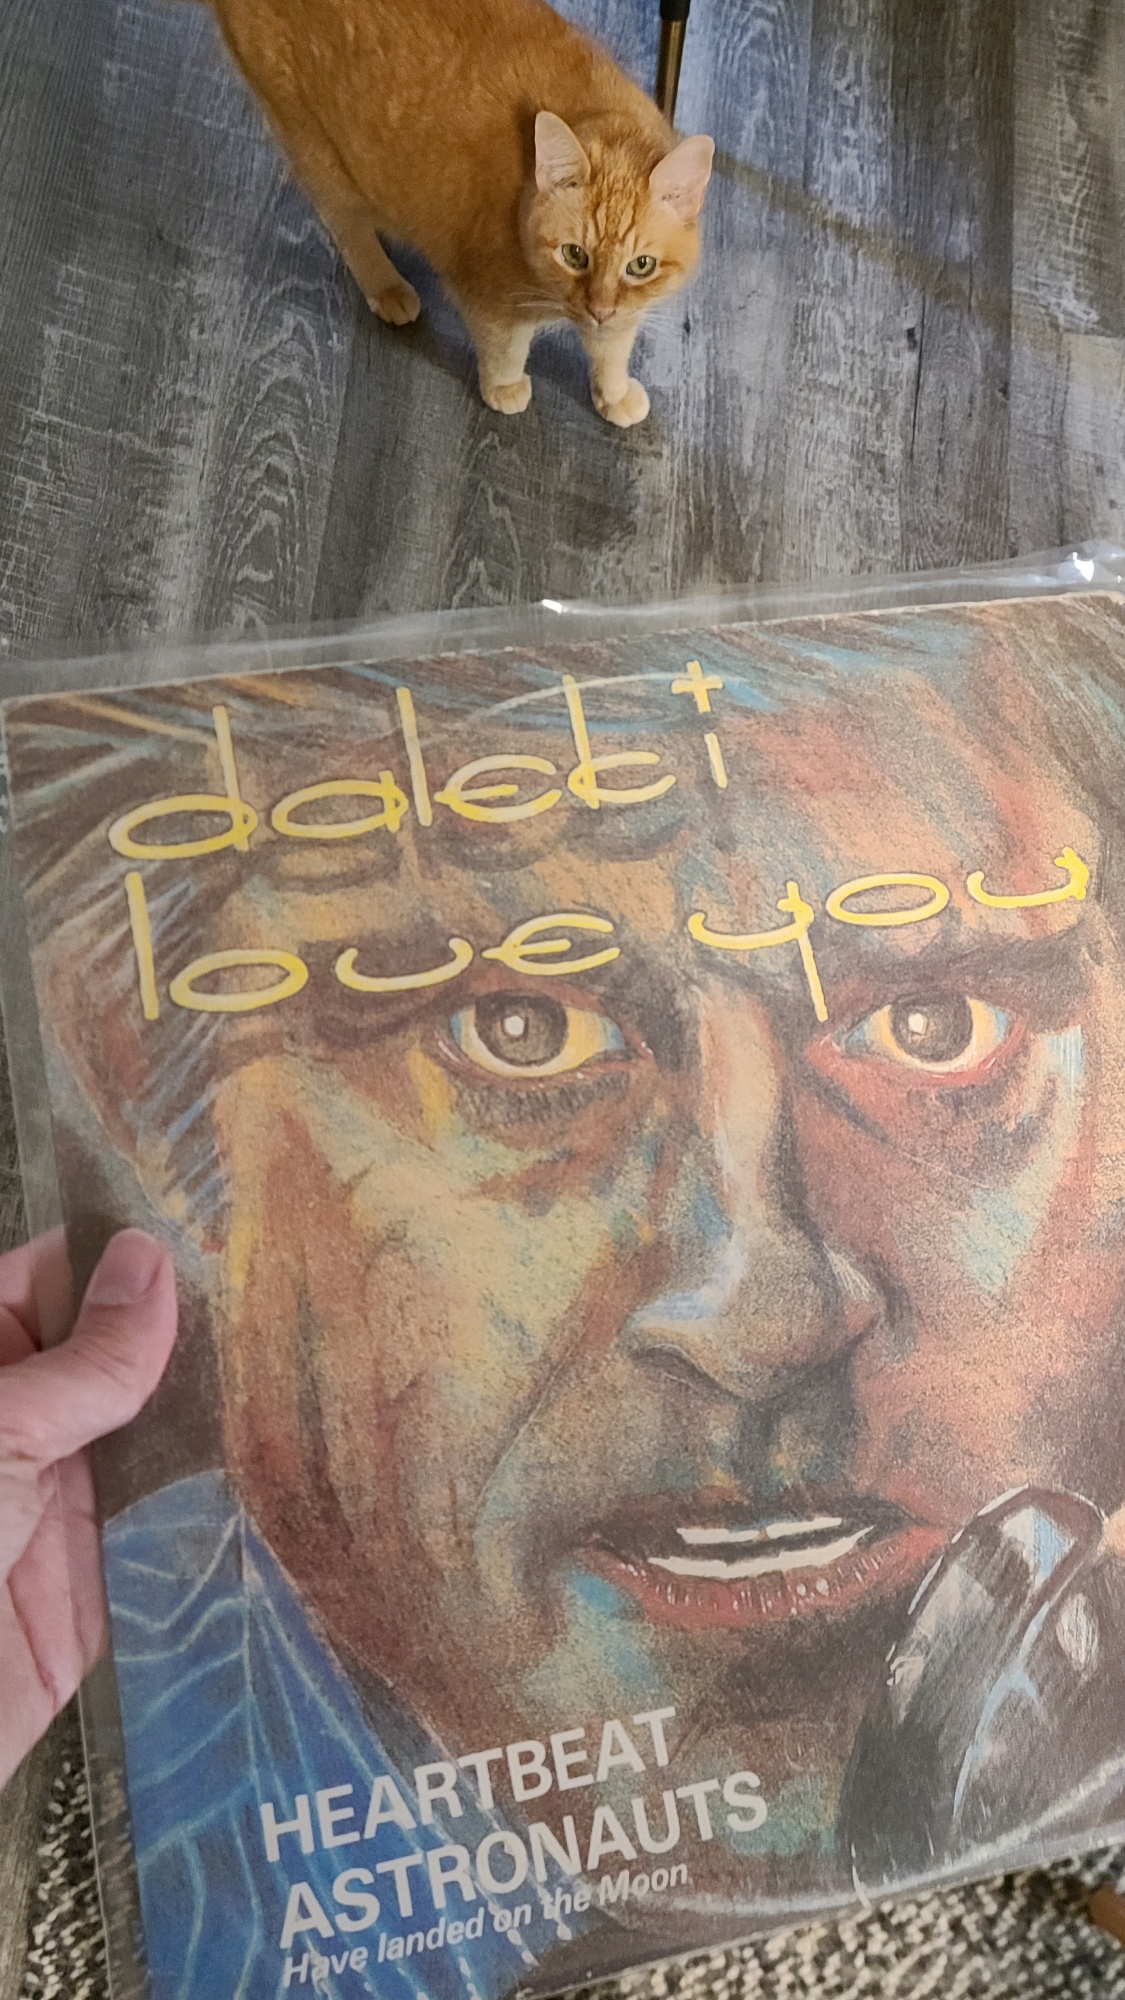 daleki
love you
HEARTBEAT
ASTRONAUTS
Have landed on the Moon